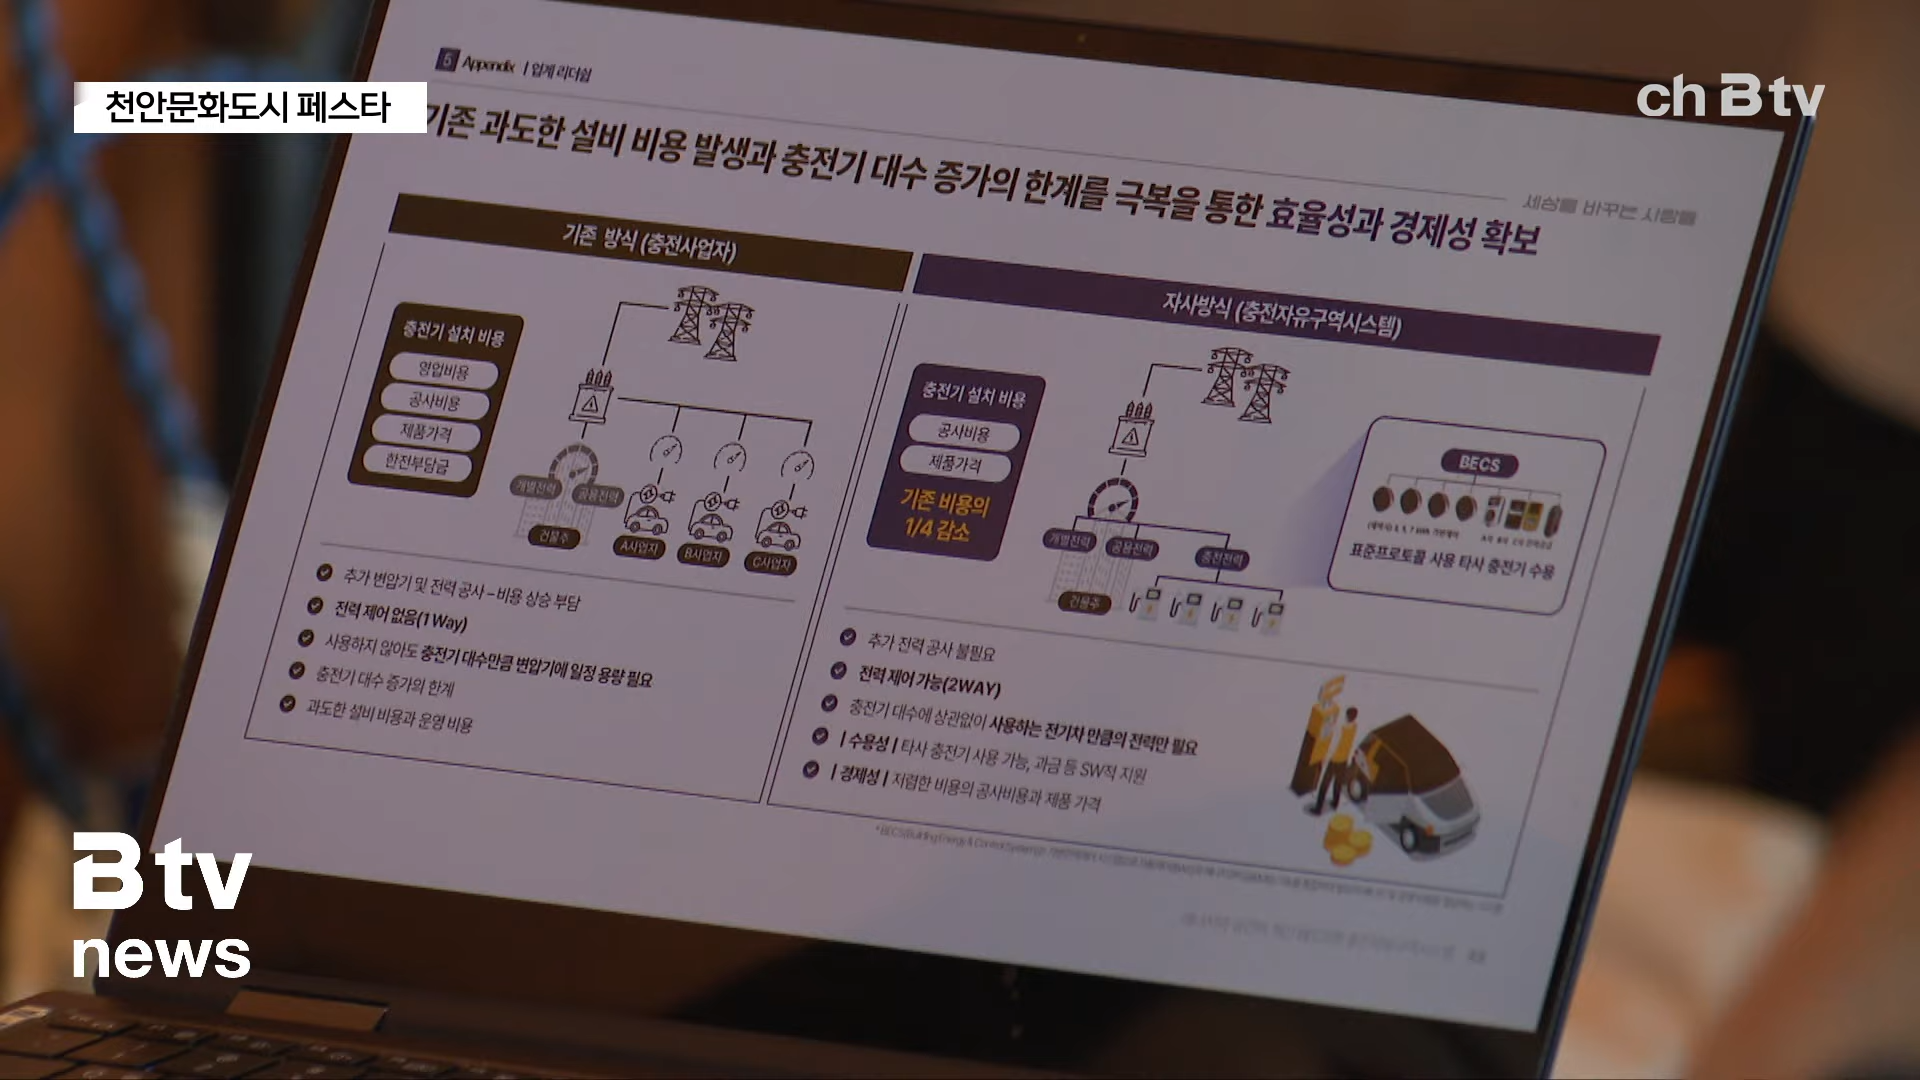 천안문화도시 페스타
ch B tv
5 Appendix | 업계 리더쉽
세상을 바꾸는 사람들
기존 과도한 설비 비용 발생과 충전기 대수 증가의 한계를 극복을 통한 효율성과 경제성 확보
기존 방식 (충전사업자)
충전기 설치 비용
영업비용
공사비용
제품가격
한전부담금
개별전력
공용전력
건물주
A사업자
B사업자
C사업자
추가 변압기 및 전력 공사 – 비용 상승 부담
전력 제어 없음(1 Way)
사용하지 않아도 충전기 대수만큼 변압기에 일정 용량 필요
충전기 대수 증가의 한계
과도한 설비 비용과 운영 비용
자사방식 (충전자유구역시스템)
충전기 설치 비용
공사비용
제품가격
기존 비용의
1/4 감소
개별전력
공용전력
충전전력
건물주
BECS
표준프로토콜 사용 타사 충전기 수용
추가 전력 공사 불필요
전력 제어 가능(2WAY)
충전기 대수에 상관없이 사용하는 전기차 만큼의 전력만 필요
| 수용성 | 타사 충전기 사용 가능, 과금 등 SW적 지원
| 경제성 | 저렴한 비용의 공사비용과 제품 가격
B tv
news